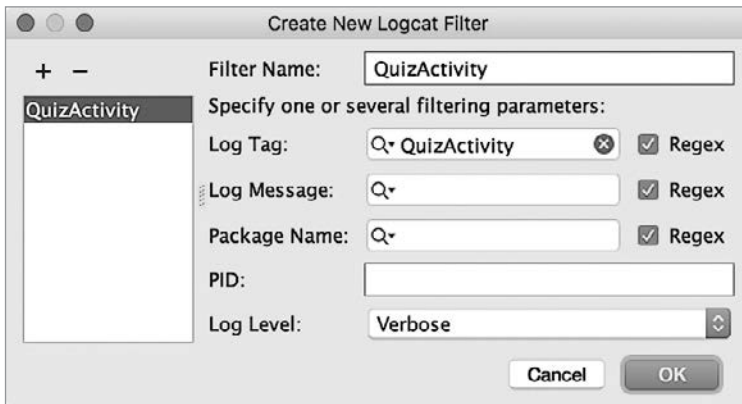 Create New Logcat Filter
+ −
Filter Name: QuizActivity
QuizActivity
Specify one or several filtering parameters:
Log Tag: QuizActivity Regex
Log Message: Regex
Package Name: Regex
PID:
Log Level: Verbose
Cancel OK